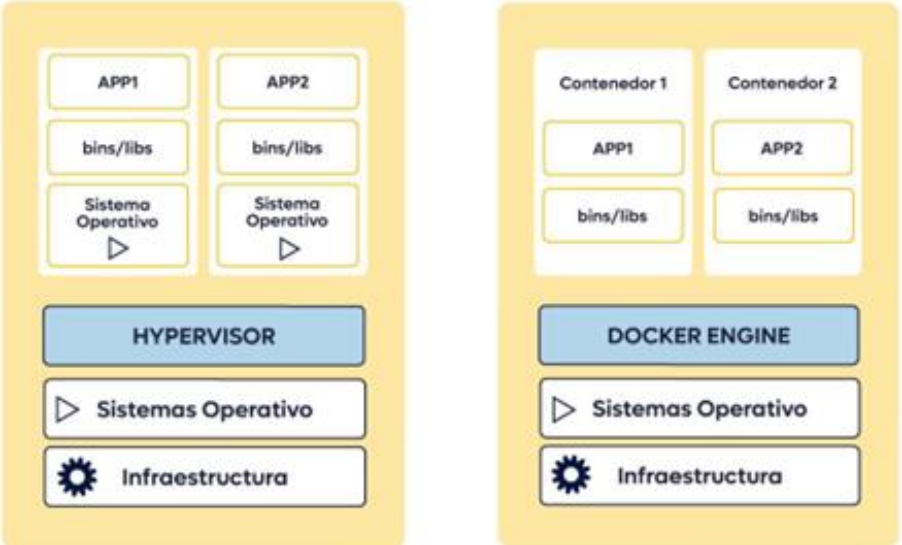 APP1
APP2
bins/libs
bins/libs
Sistema
Operativo
Sistema
Operativo
HYPERVISOR
Sistemas Operativo
Infraestructura
Contenedor 1
Contenedor 2
APP1
APP2
bins/libs
bins/libs
DOCKER ENGINE
Sistemas Operativo
Infraestructura